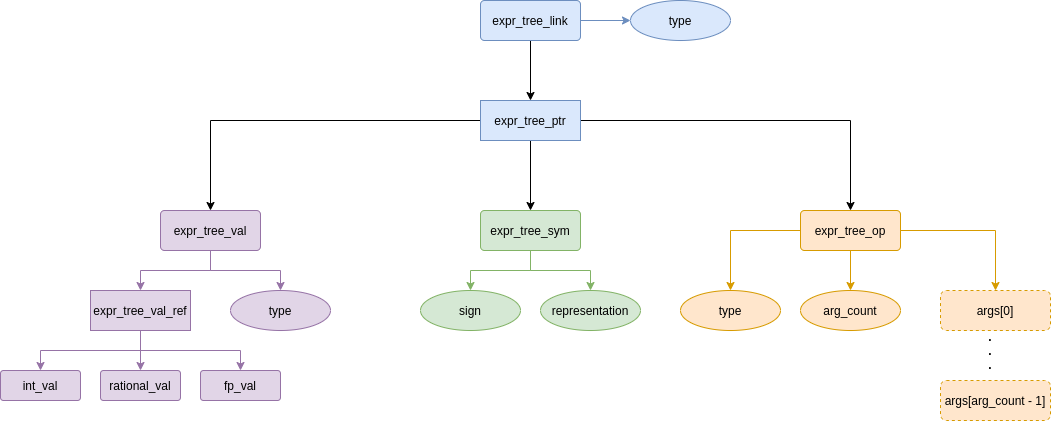 expr_tree_link
type
expr_tree_ptr
expr_tree_val
expr_tree_sym
expr_tree_op
expr_tree_val_ref
type
sign
representation
type
arg_count
args[0]
int_val
rational_val
fp_val
args[arg_count - 1]